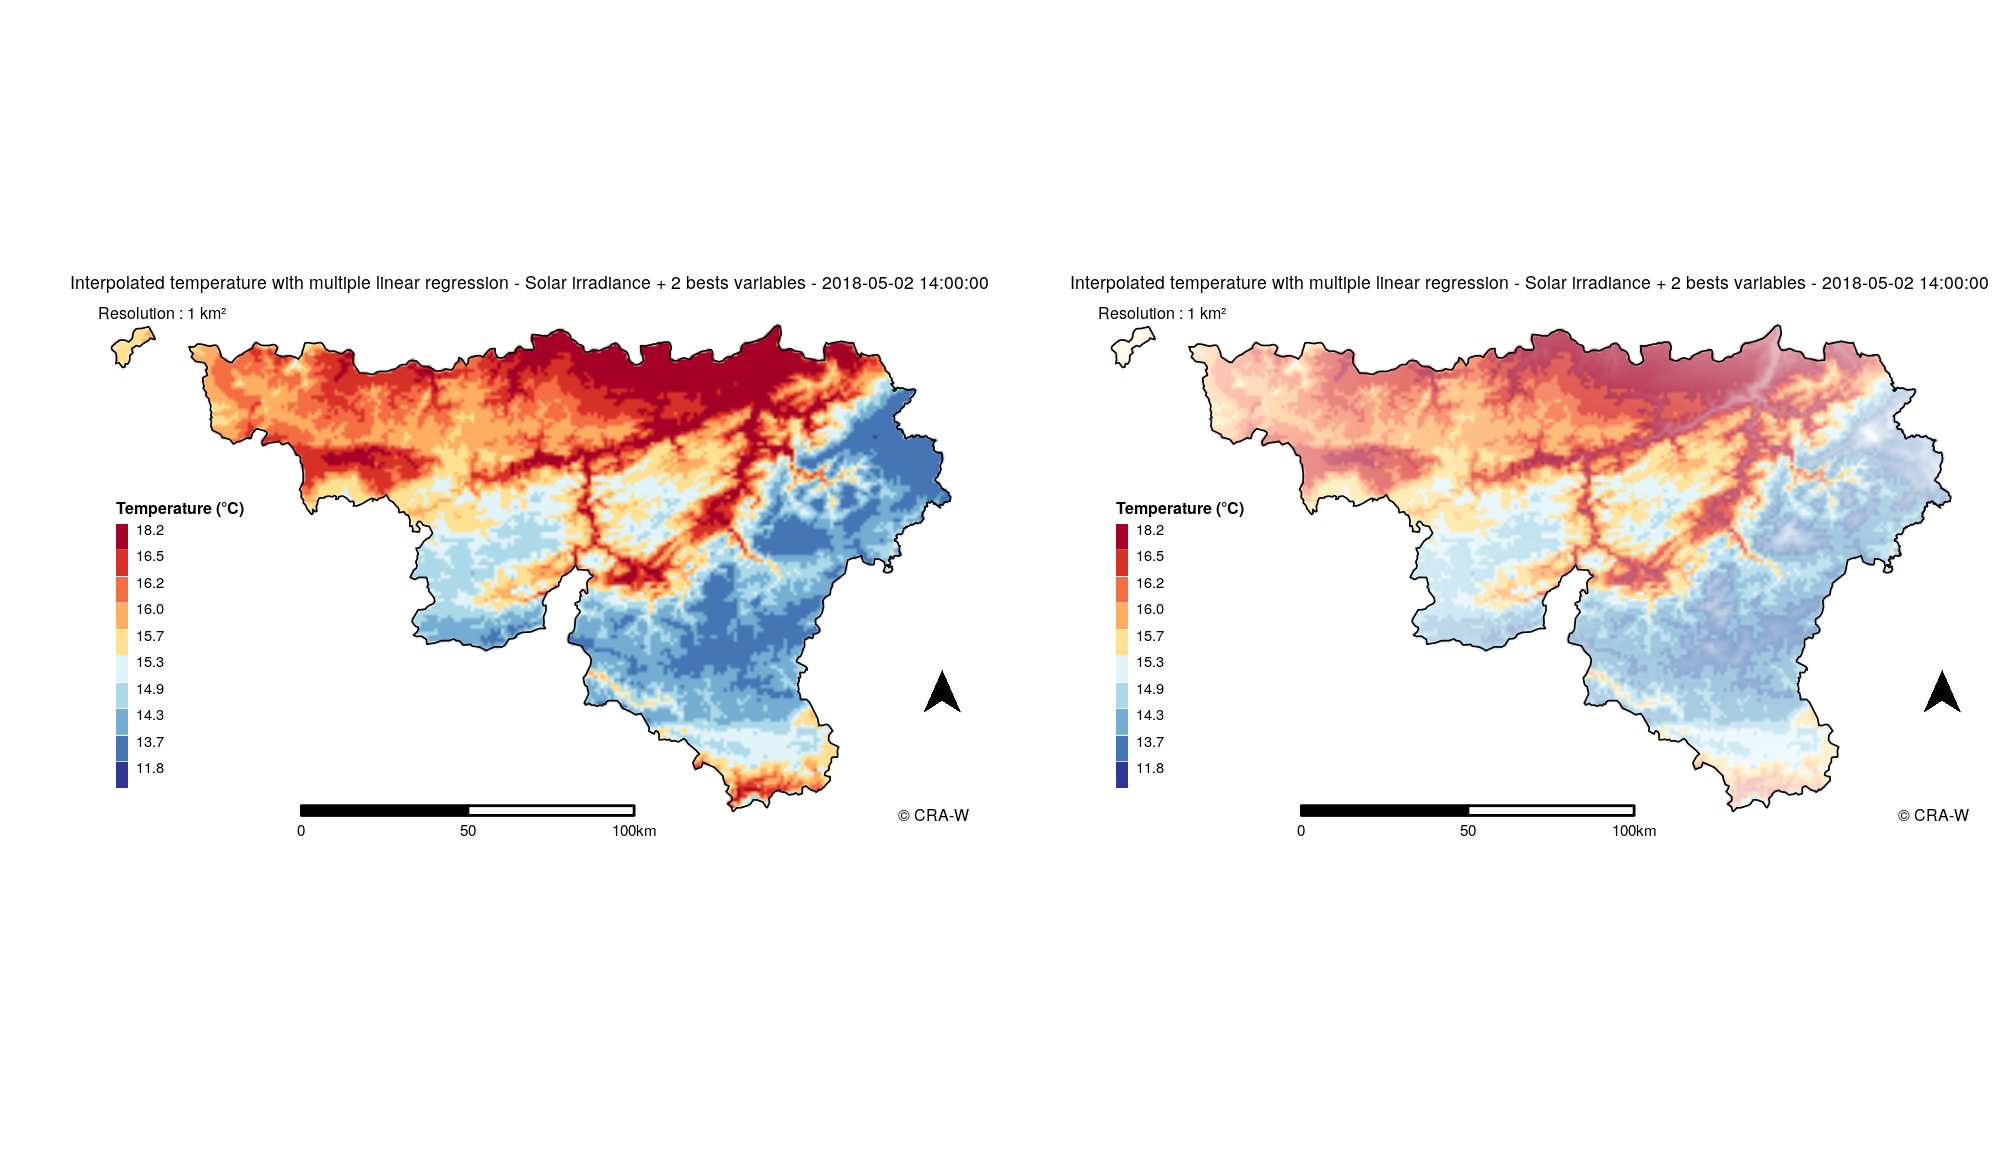 Interpolated temperature with multiple linear regression - Solar irradiance + 2 bests variables - 2018-05-02 14:00:00
Resolution : 1 km²
Temperature (°C)
18.2
16.5
16.2
16.0
15.7
15.3
14.9
14.3
13.7
11.8
0 50 100km
© CRA-W
Interpolated temperature with multiple linear regression - Solar irradiance + 2 bests variables - 2018-05-02 14:00:00
Resolution : 1 km²
Temperature (°C)
18.2
16.5
16.2
16.0
15.7
15.3
14.9
14.3
13.7
11.8
0 50 100km
© CRA-W